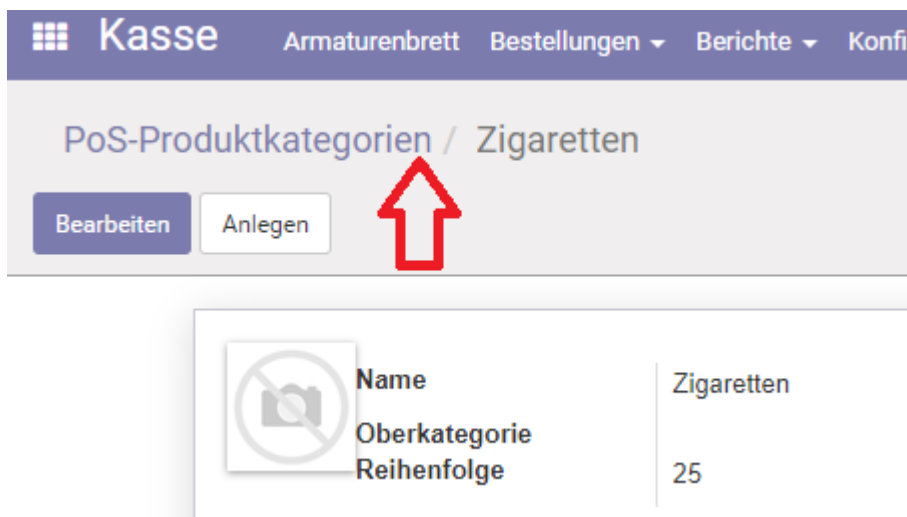 Kasse Armaturenbrett Bestellungen Berichte Konfi
PoS-Produktkategorien / Zigaretten
Bearbeiten Anlegen
Name Zigaretten
Oberkategorie
Reihenfolge 25